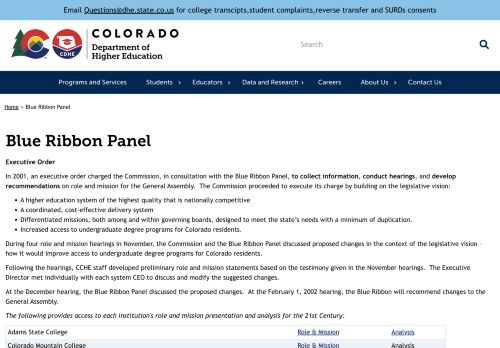 Email Questions@dhe.state.co.us for college transcipts,student complaints,reverse transfer and SURDs consents
CDHE
COLORADO
Department of
Higher Education
Search
Programs and Services Students Educators Data and Research Careers About Us Contact Us
Home › Blue Ribbon Panel
Blue Ribbon Panel
Executive Order
In 2001, an executive order charged the Commission, in consultation with the Blue Ribbon Panel, to collect information, conduct hearings, and develop
recommendations on role and mission for the General Assembly. The Commission proceeded to execute its charge by building on the legislative vision:
• A higher education system of the highest quality that is nationally competitive
• A coordinated, cost-effective delivery system
• Differentiated missions, both among and within governing boards, designed to meet the state's needs with a minimum of duplication.
• Increased access to undergraduate degree programs for Colorado residents.
During four role and mission hearings in November, the Commission and the Blue Ribbon Panel discussed proposed changes in the context of the legislative vision -
how it would improve access to undergraduate degree programs for Colorado residents.
Following the hearings, CCHE staff developed preliminary role and mission statements based on the testimony given in the November hearings. The Executive
Director met individually with each system CEO to discuss and modify the suggested changes.
At the December hearing, the Blue Ribbon Panel discussed the proposed changes. At the February 1, 2002 hearing, the Blue Ribbon will recommend changes to the
General Assembly.
The following provides access to each institution's role and mission presentation and analysis for the 21st Century:
Adams State College Role & Mission Analysis
Colorado Mountain College Role & Mission Analysis